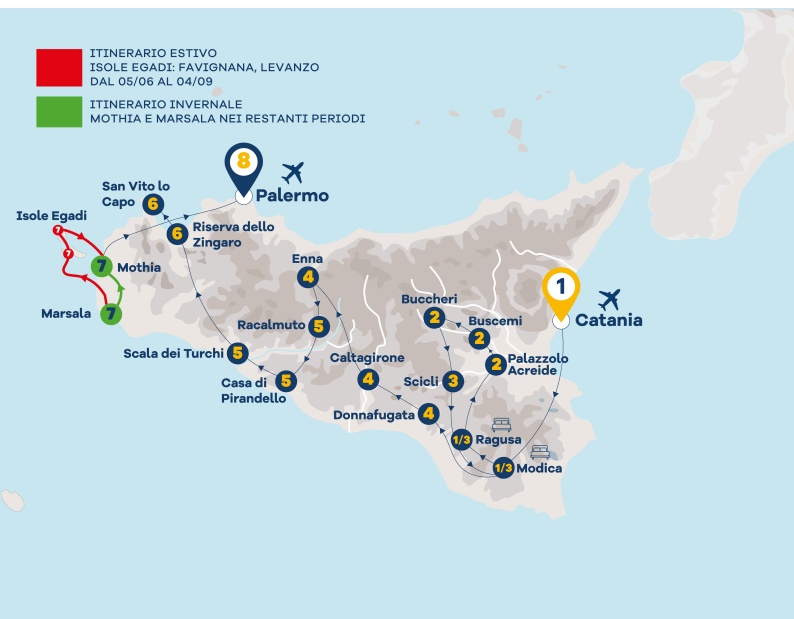 ITINERARIO ESTIVO
ISOLE EGADI: FAVIGNANA, LEVANZO
DAL 05/06 AL 04/09
ITINERARIO INVERNALE
MOTHIA E MARSALA NEI RESTANTI PERIODI
8
Palermo
San Vito lo
Capo
6
6
Riserva dello
Zingaro
Isole Egadi
7
7
7
Mothia
Marsala
7
Enna
4
Racalmuto
5
Scala dei Turchi
5
Casa di
Pirandello
5
Caltagirone
4
Donnafugata
4
Buccheri
2
Buscemi
2
2
Palazzolo
Acreide
Scicli
3
1/3
Ragusa
1/3
Modica
1
Catania